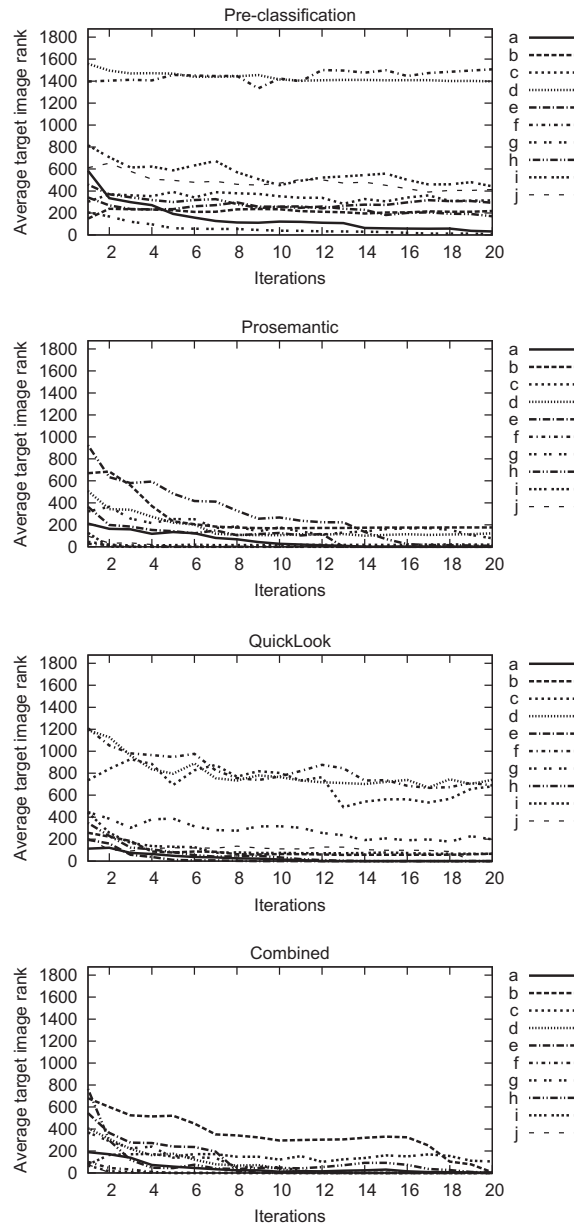 Pre-classification
Average target image rank
1800
1600
1400
1200
1000
800
600
400
200
0
2 4 6 8 10 12 14 16 18 20
Iterations
a
b
c
d
e
f
g
h
i
j
Prosemantic
Average target image rank
1800
1600
1400
1200
1000
800
600
400
200
0
2 4 6 8 10 12 14 16 18 20
Iterations
a
b
c
d
e
f
g
h
i
j
QuickLook
Average target image rank
1800
1600
1400
1200
1000
800
600
400
200
0
2 4 6 8 10 12 14 16 18 20
Iterations
a
b
c
d
e
f
g
h
i
j
Combined
Average target image rank
1800
1600
1400
1200
1000
800
600
400
200
0
2 4 6 8 10 12 14 16 18 20
Iterations
a
b
c
d
e
f
g
h
i
j